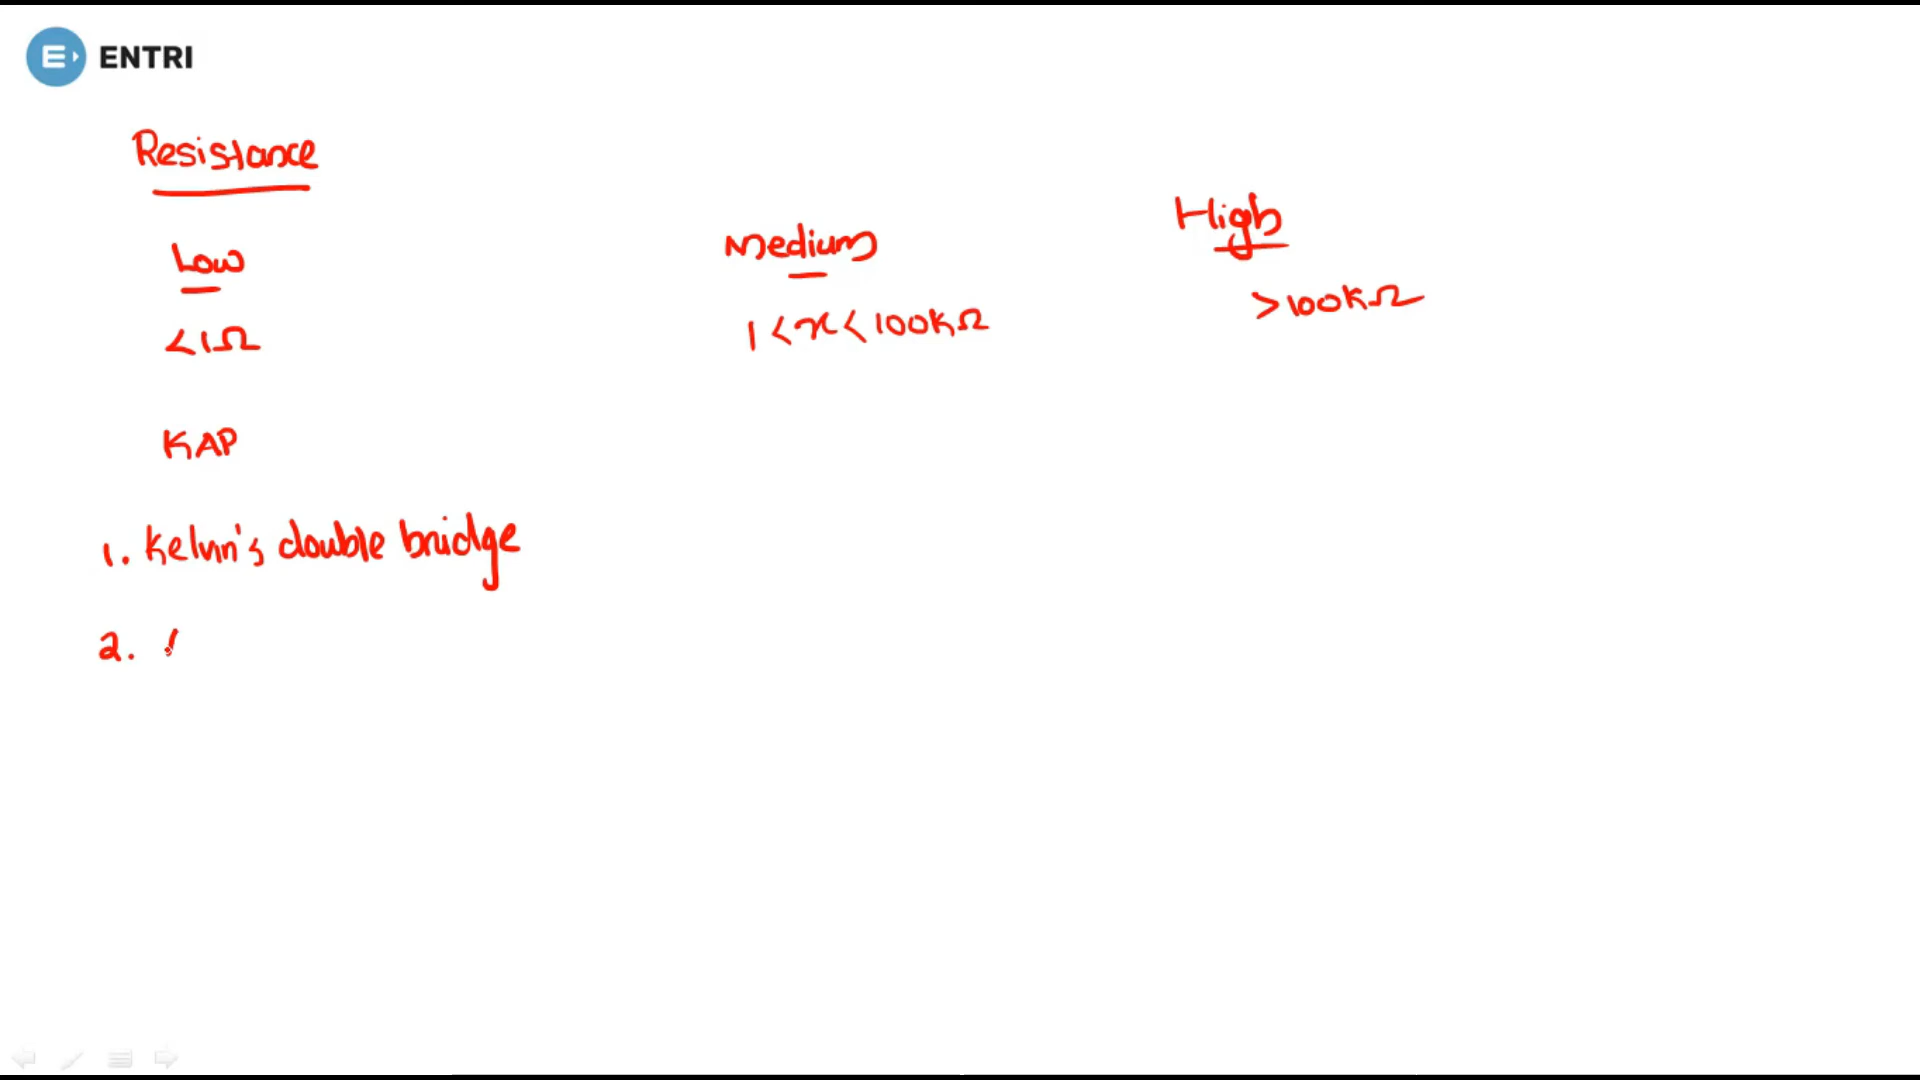 ENTRI
Resistance
Low
<1Ω
KAP
1. Kelvin's double bridge
2.
Medium
1<x<100KΩ
High
>100KΩ